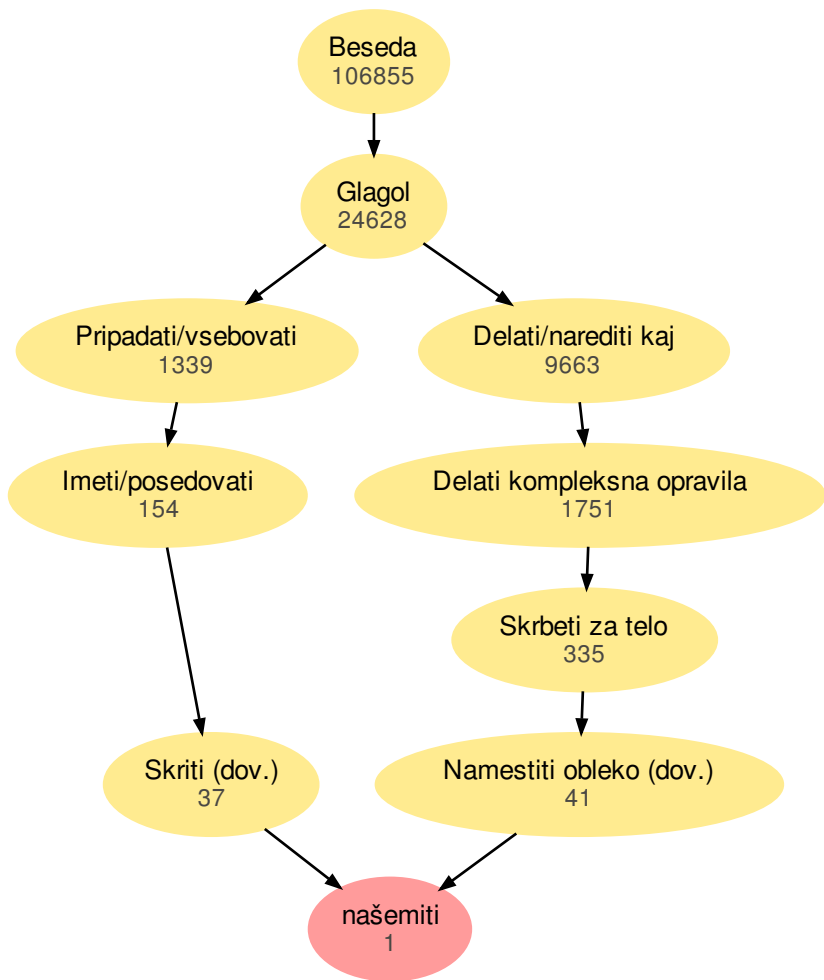 Beseda
106855
Glagol
24628
Pripadati/vsebovati
1339
Delati/narediti kaj
9663
Imeti/posedovati
154
Delati kompleksna opravila
1751
Skrbeti za telo
335
Skriti (dov.)
37
Namestiti obleko (dov.)
41
našemiti
1